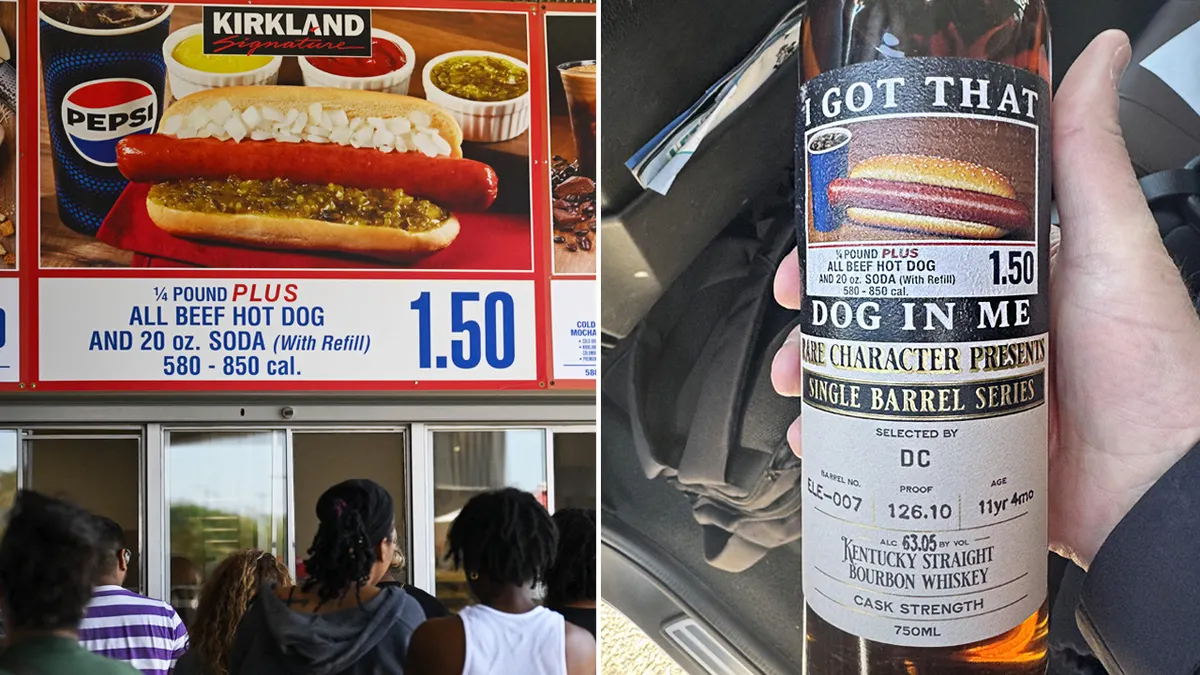 KIRKLAND
Signature
PEPSI
¼ POUND PLUS
ALL BEEF HOT DOG
AND 20 oz. SODA (With Refill)
580 - 850 cal.
1.50
COLD
MOCHA
I GOT THAT
¼ POUND PLUS
ALL BEEF HOT DOG
AND 20 oz. SODA (With Refill)
580 - 850 cal.
1.50
DOG IN ME
RARE CHARACTER PRESENTS
SINGLE BARREL SERIES
SELECTED BY
DC
BARREL NO.
ELE-007
PROOF
126.10
AGE
11yr 4mo
ALC 63.05 BY VOL
KENTUCKY STRAIGHT
BOURBON WHISKEY
CASK STRENGTH
750ML